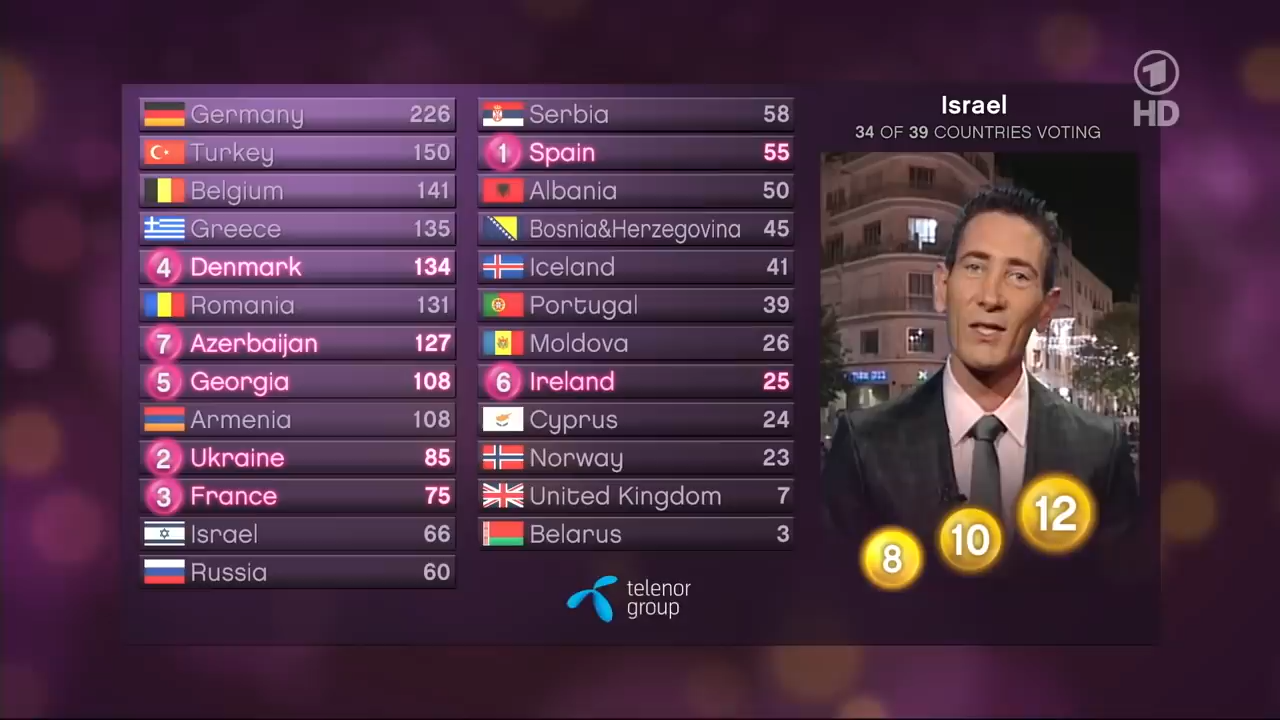 Germany 226
Turkey 150
Belgium 141
Greece 135
4 Denmark 134
Romania 131
7 Azerbaijan 127
5 Georgia 108
Armenia 108
2 Ukraine 85
3 France 75
Israel 66
Russia 60
Serbia 58
1 Spain 55
Albania 50
Bosnia&Herzegovina 45
Iceland 41
Portugal 39
Moldova 26
6 Ireland 25
Cyprus 24
Norway 23
United Kingdom 7
Belarus 3
telenor
group
1
HD
Israel
34 OF 39 COUNTRIES VOTING
8 10 12